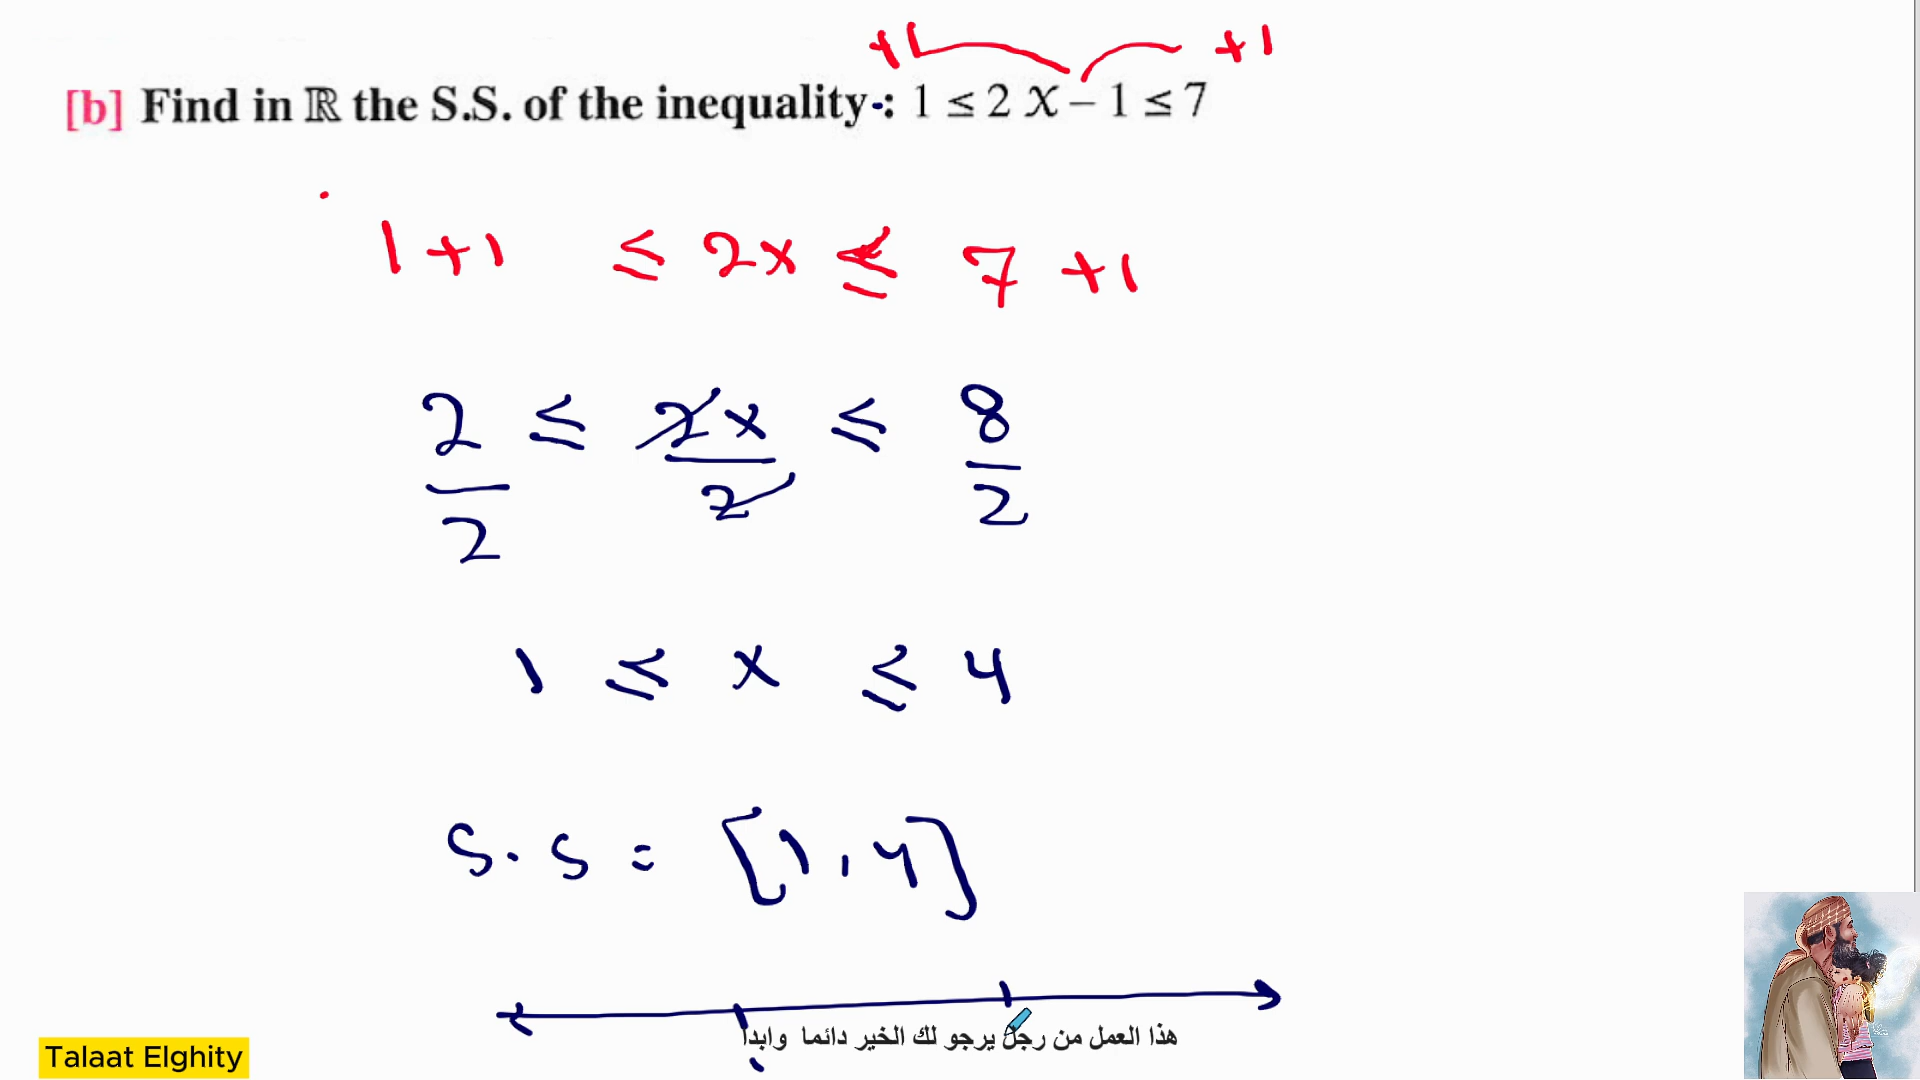 +1 +1
[b] Find in ℝ the S.S. of the inequality -: 1 ≤ 2 X – 1 ≤ 7
1 +1 ≤ 2x ≤ 7 +1
2/2 ≤ 2x/2 ≤ 8/2
1 ≤ x ≤ 4
S.S = [1, 4]
هذا العمل من رجل يرجو لك الخير دائما وابدا
Talaat Elghity